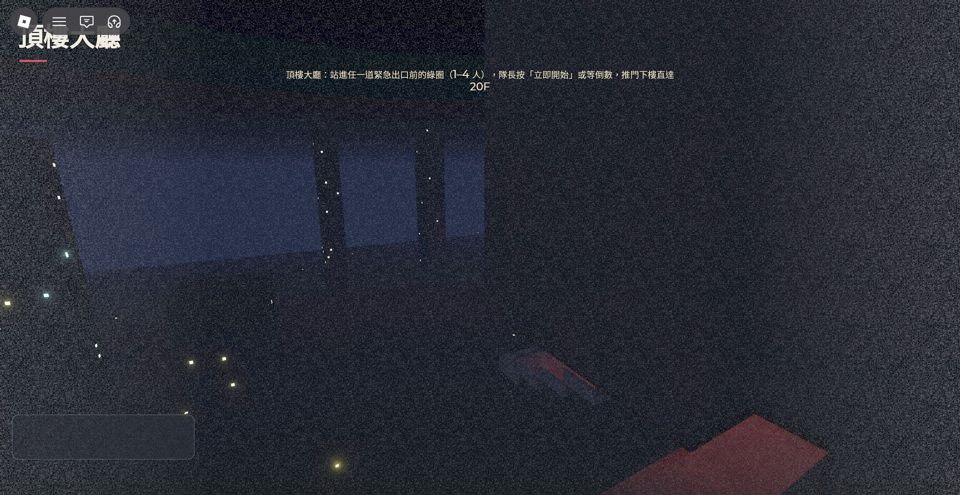 頂樓大廳
頂樓大廳：站進任一道緊急出口前的綠圈（1–4 人），隊長按「立即開始」或等倒數，推門下樓直達
20F